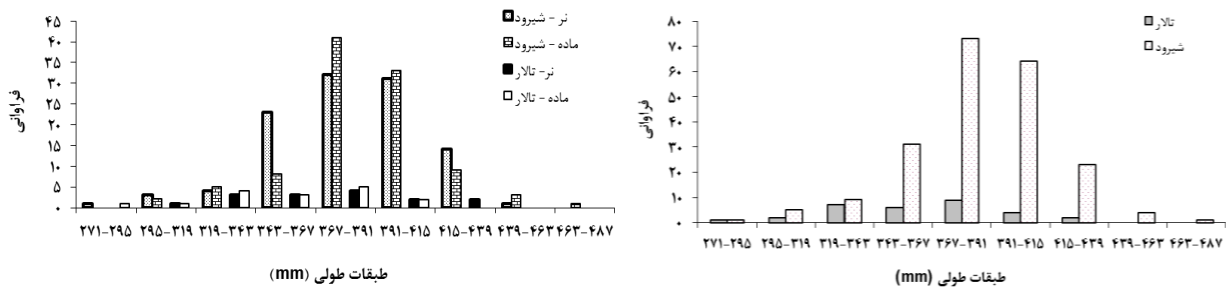 ۴۵
۴۰
۳۵
۳۰
۲۵
۲۰
۱۵
۱۰
۵
۰
فراوانی
نر - شیرود
ماده - شیرود
نر- تالار
ماده - تالار
۲۷۱-۲۹۵ ۲۹۵-۳۱۹ ۳۱۹-۳۴۳ ۳۴۳-۳۶۷ ۳۶۷-۳۹۱ ۳۹۱-۴۱۵ ۴۱۵-۴۳۹ ۴۳۹-۴۶۳ ۴۶۳-۴۸۷
طبقات طولی (mm)
۸۰
۷۰
۶۰
۵۰
۴۰
۳۰
۲۰
۱۰
۰
فراوانی
تالار
شیرود
۲۷۱-۲۹۵ ۲۹۵-۳۱۹ ۳۱۹-۳۴۳ ۳۴۳-۳۶۷ ۳۶۷-۳۹۱ ۳۹۱-۴۱۵ ۴۱۵-۴۳۹ ۴۳۹-۴۶۳ ۴۶۳-۴۸۷
طبقات طولی (mm)